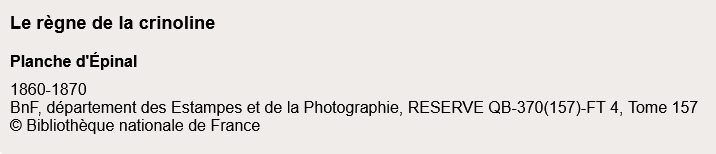 Le règne de la crinoline
Planche d'Épinal
1860-1870
BnF, département des Estampes et de la Photographie, RESERVE QB-370(157)-FT 4, Tome 157
© Bibliothèque nationale de France